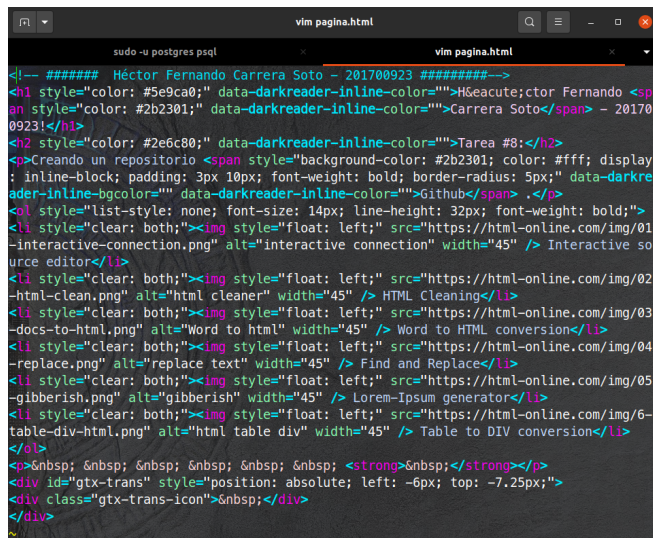 vim pagina.html
sudo -u postgres psql
vim pagina.html
<!-- ####### Héctor Fernando Carrera Soto - 201700923 #########-->
<h1 style="color: #5e9ca0;" data-darkreader-inline-color="">H&eacute;ctor Fernando <sp
an style="color: #2b2301;" data-darkreader-inline-color="">Carrera Soto</span> - 20170
0923!</h1>
<h2 style="color: #2e6c80;" data-darkreader-inline-color="">Tarea #8:</h2>
<p>Creando un repositorio <span style="background-color: #2b2301; color: #fff; display
: inline-block; padding: 3px 10px; font-weight: bold; border-radius: 5px;" data-darkre
ader-inline-bgcolor="" data-darkreader-inline-color="">Github</span> .</p>
<ol style="list-style: none; font-size: 14px; line-height: 32px; font-weight: bold;">
<li style="clear: both;"><img style="float: left;" src="https://html-online.com/img/01
-interactive-connection.png" alt="interactive connection" width="45" /> Interactive so
urce editor</li>
<li style="clear: both;"><img style="float: left;" src="https://html-online.com/img/02
-html-clean.png" alt="html cleaner" width="45" /> HTML Cleaning</li>
<li style="clear: both;"><img style="float: left;" src="https://html-online.com/img/03
-docs-to-html.png" alt="Word to html" width="45" /> Word to HTML conversion</li>
<li style="clear: both;"><img style="float: left;" src="https://html-online.com/img/04
-replace.png" alt="replace text" width="45" /> Find and Replace</li>
<li style="clear: both;"><img style="float: left;" src="https://html-online.com/img/05
-gibberish.png" alt="gibberish" width="45" /> Lorem-Ipsum generator</li>
<li style="clear: both;"><img style="float: left;" src="https://html-online.com/img/6-
table-div-html.png" alt="html table div" width="45" /> Table to DIV conversion</li>
</ol>
<p>&nbsp; &nbsp; &nbsp; &nbsp; &nbsp; &nbsp; <strong>&nbsp;</strong></p>
<div id="gtx-trans" style="position: absolute; left: -6px; top: -7.25px;">
<div class="gtx-trans-icon">&nbsp;</div>
</div>
~